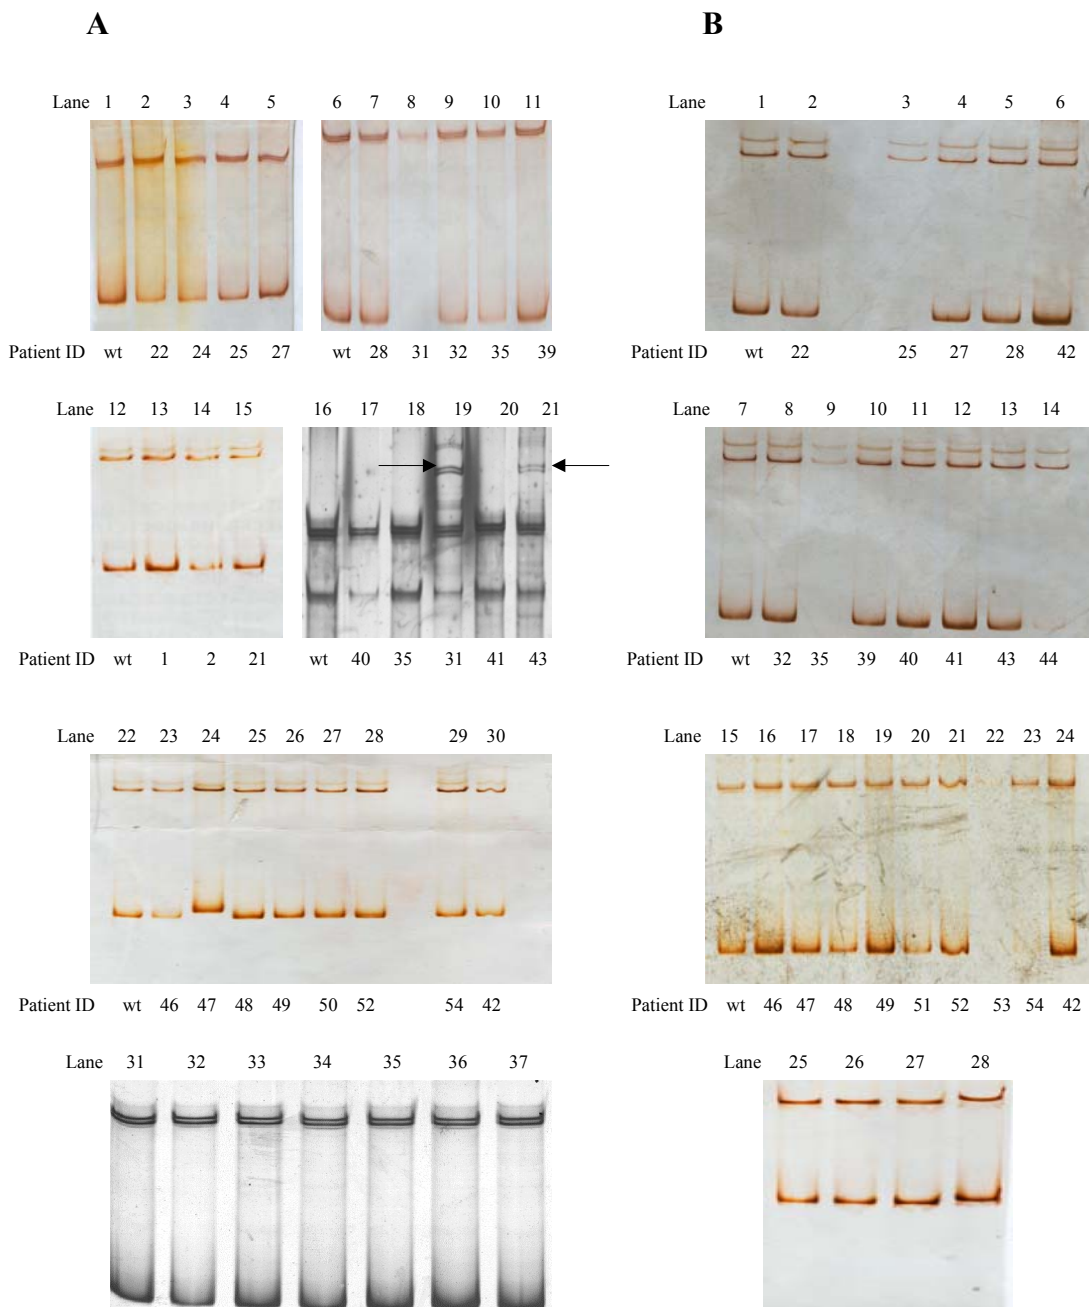 A B
Lane 1 2 3 4 5 6 7 8 9 10 11
Patient ID wt 22 24 25 27 wt 28 31 32 35 39
Lane 12 13 14 15 16 17 18 19 20 21
Patient ID wt 1 2 21 wt 40 35 31 41 43
Lane 22 23 24 25 26 27 28 29 30
Patient ID wt 46 47 48 49 50 52 54 42
Lane 31 32 33 34 35 36 37
Lane 1 2 3 4 5 6
Patient ID wt 22 25 27 28 42
Lane 7 8 9 10 11 12 13 14
Patient ID wt 32 35 39 40 41 43 44
Lane 15 16 17 18 19 20 21 22 23 24
Patient ID wt 46 47 48 49 51 52 53 54 42
Lane 25 26 27 28